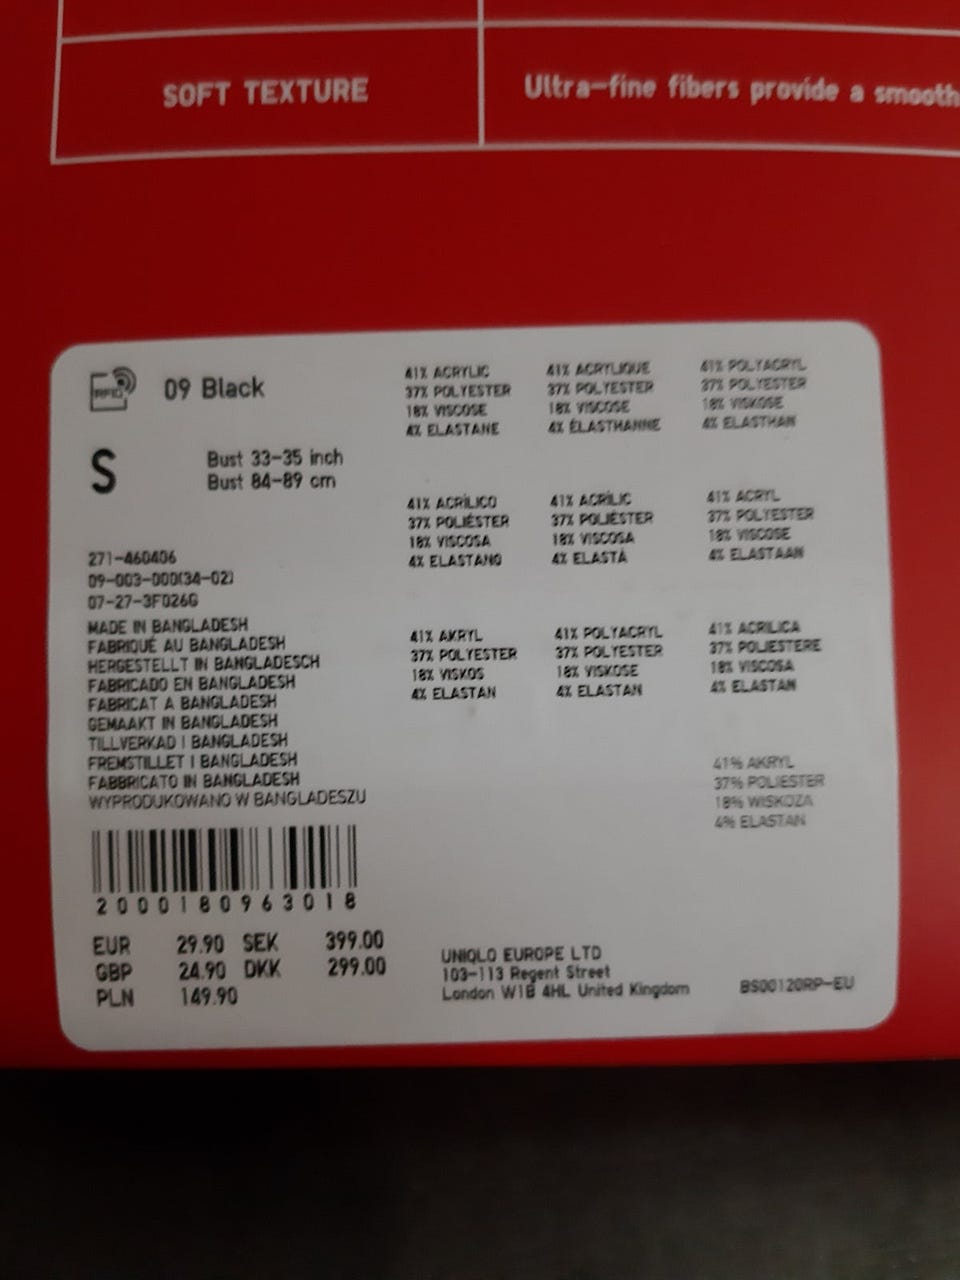 SOFT TEXTURE
Ultra-fine fibers provide a smooth
RFID
09 Black
S
Bust 33-35 inch
Bust 84-89 cm
271-460406
09-003-000(34-02)
07-27-3F026G
MADE IN BANGLADESH
FABRIQUÉ AU BANGLADESH
HERGESTELLT IN BANGLADESCH
FABRICADO EN BANGLADESH
FABRICAT A BANGLADESH
GEMAAKT IN BANGLADESH
TILLVERKAD I BANGLADESH
FREMSTILLET I BANGLADESH
FABBRICATO IN BANGLADESH
WYPRODUKOWANO W BANGLADESZU
2000180963018
EUR 29.90 SEK 399.00
GBP 24.90 DKK 299.00
PLN 149.90
41% ACRYLIC
37% POLYESTER
18% VISCOSE
4% ELASTANE
41% ACRYLIQUE
37% POLYESTER
18% VISCOSE
4% ÉLASTHANNE
41% POLYACRYL
37% POLYESTER
18% VISKOSE
4% ELASTHAN
41% ACRÍLICO
37% POLIÉSTER
18% VISCOSA
4% ELASTANO
41% ACRÍLIC
37% POLIÈSTER
18% VISCOSA
4% ELASTÀ
41% ACRYL
37% POLYESTER
18% VISCOSE
4% ELASTAAN
41% AKRYL
37% POLYESTER
18% VISKOS
4% ELASTAN
41% POLYACRYL
37% POLYESTER
18% VISKOSE
4% ELASTAN
41% ACRILICA
37% POLIESTERE
18% VISCOSA
4% ELASTAN
41% AKRYL
37% POLIESTER
18% WISKOZA
4% ELASTAN
UNIQLO EUROPE LTD
103-113 Regent Street
London W1B 4HL United Kingdom
BS00120RP-EU